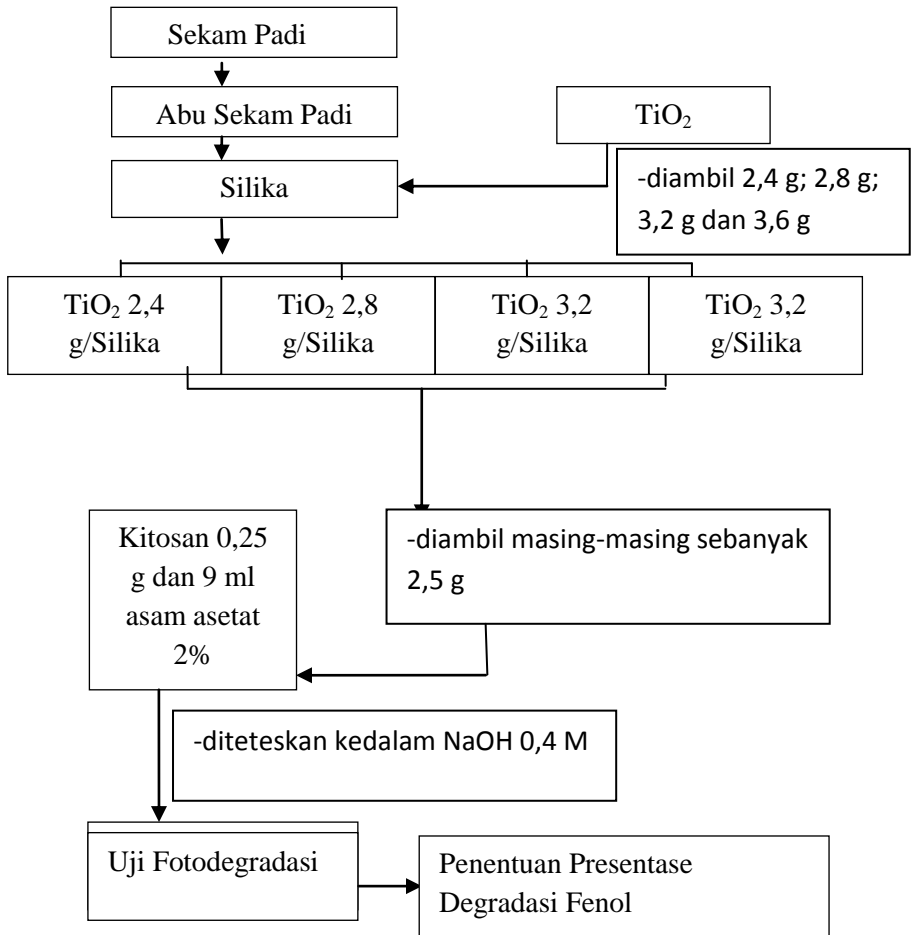 Sekam Padi
Abu Sekam Padi
TiO₂
Silika
-diambil 2,4 g; 2,8 g;
3,2 g dan 3,6 g
TiO₂ 2,4
g/Silika
TiO₂ 2,8
g/Silika
TiO₂ 3,2
g/Silika
TiO₂ 3,2
g/Silika
Kitosan 0,25
g dan 9 ml
asam asetat
2%
-diambil masing-masing sebanyak
2,5 g
-diteteskan kedalam NaOH 0,4 M
Uji Fotodegradasi
Penentuan Presentase
Degradasi Fenol